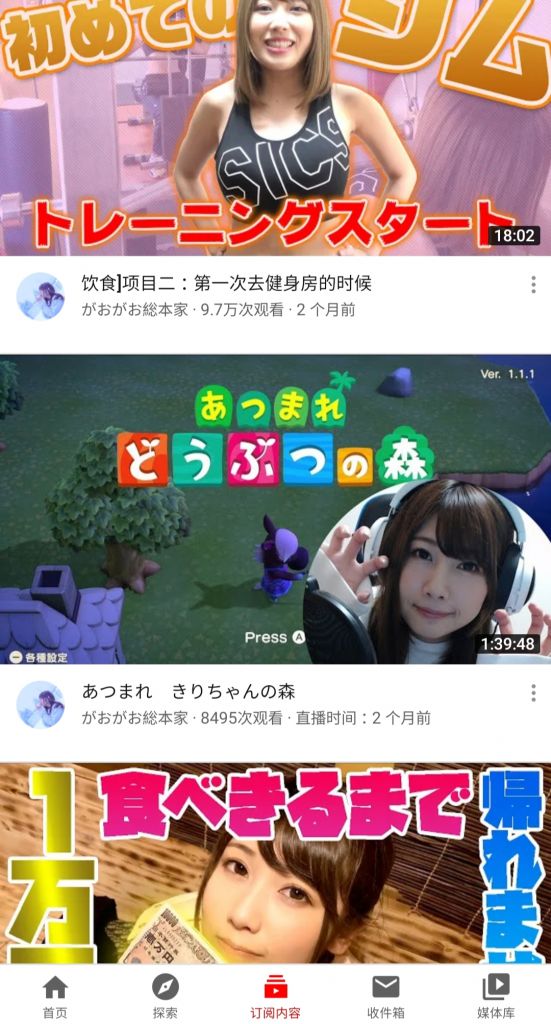 初めてのジム
SICS
トレーニングスタート
18:02
饮食]项目二：第一次去健身房的时候
がおがお総本家 · 9.7万次观看 · 2 个月前
Ver. 1.1.1
あつまれ
どうぶつの森
Press A
各種設定
1:39:48
あつまれ　きりちゃんの森
がおがお総本家 · 8495次观看 · 直播时间：2 个月前
1万
食べきるまで
帰れませ
壱万円
首页
探索
订阅内容
收件箱
媒体库